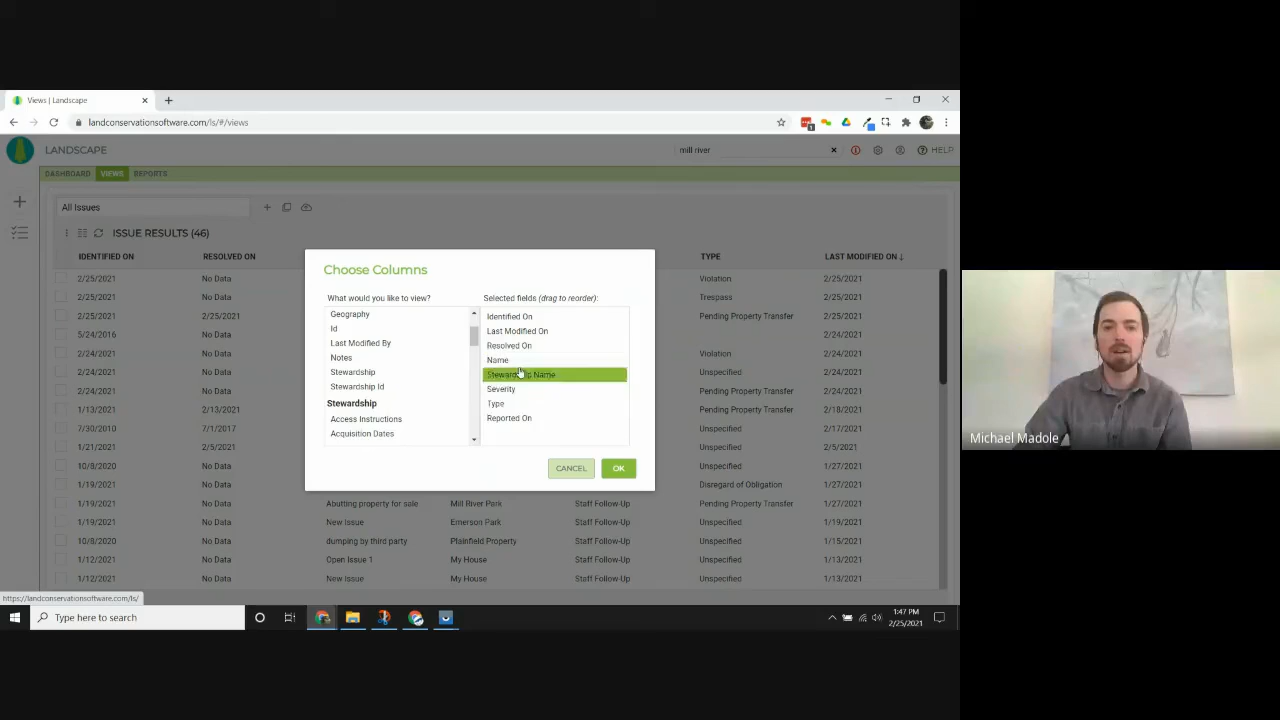 Views | Landscape
landconservationsoftware.com/ls/#/views
LANDSCAPE
mill river
HELP
DASHBOARD VIEWS REPORTS
All Issues
ISSUE RESULTS (46)
IDENTIFIED ON RESOLVED ON TYPE LAST MODIFIED ON
2/25/2021 No Data Violation 2/25/2021
2/25/2021 No Data Trespass 2/25/2021
2/25/2021 2/25/2021 Pending Property Transfer 2/25/2021
5/24/2016 No Data 2/24/2021
2/24/2021 No Data Violation 2/24/2021
2/24/2021 No Data Unspecified 2/24/2021
2/24/2021 No Data Pending Property Transfer 2/24/2021
1/13/2021 2/13/2021 Pending Property Transfer 2/18/2021
7/30/2010 7/1/2017 Unspecified 2/17/2021
1/21/2021 2/5/2021 Unspecified 2/5/2021
10/8/2020 No Data Unspecified 1/27/2021
1/19/2021 No Data Disregard of Obligation 1/27/2021
1/19/2021 No Data Abutting property for sale Mill River Park Staff Follow-Up Pending Property Transfer 1/27/2021
1/19/2021 No Data New Issue Emerson Park Staff Follow-Up Unspecified 1/19/2021
10/8/2020 No Data dumping by third party Plainfield Property Staff Follow-Up Unspecified 1/15/2021
1/12/2021 No Data Open Issue 1 My House Staff Follow-Up Unspecified 1/13/2021
1/12/2021 No Data New Issue My House Staff Follow-Up Unspecified 1/13/2021
Choose Columns
What would you like to view?
Geography
Id
Last Modified By
Notes
Stewardship
Stewardship Id
Stewardship
Access Instructions
Acquisition Dates
Selected fields (drag to reorder):
Identified On
Last Modified On
Resolved On
Name
Stewardship Name
Severity
Type
Reported On
CANCEL OK
https://landconservationsoftware.com/ls/
Type here to search
1:47 PM
2/25/2021
Michael Madole